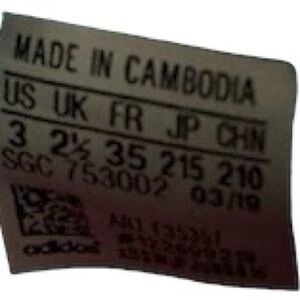 MADE IN CAMBODIA
US UK FR JP CHN
3 2½ 35 215 210
SGC 753002 03/19
adidas